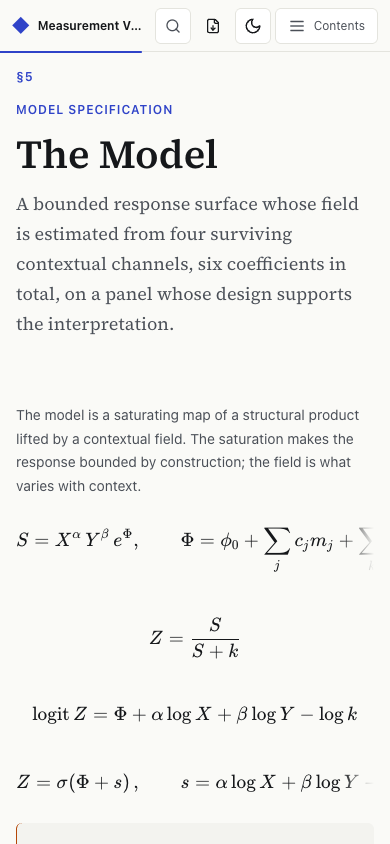 Measurement V...
Contents
§5
MODEL SPECIFICATION
The Model
A bounded response surface whose field
is estimated from four surviving
contextual channels, six coefficients in
total, on a panel whose design supports
the interpretation.
The model is a saturating map of a structural product
lifted by a contextual field. The saturation makes the
response bounded by construction; the field is what
varies with context.
S = X^α Y^β e^Φ, Φ = ϕ₀ + ∑_j c_j m_j + ∑
Z = S / (S + k)
logit Z = Φ + α log X + β log Y − log k
Z = σ(Φ + s), s = α log X + β log Y −